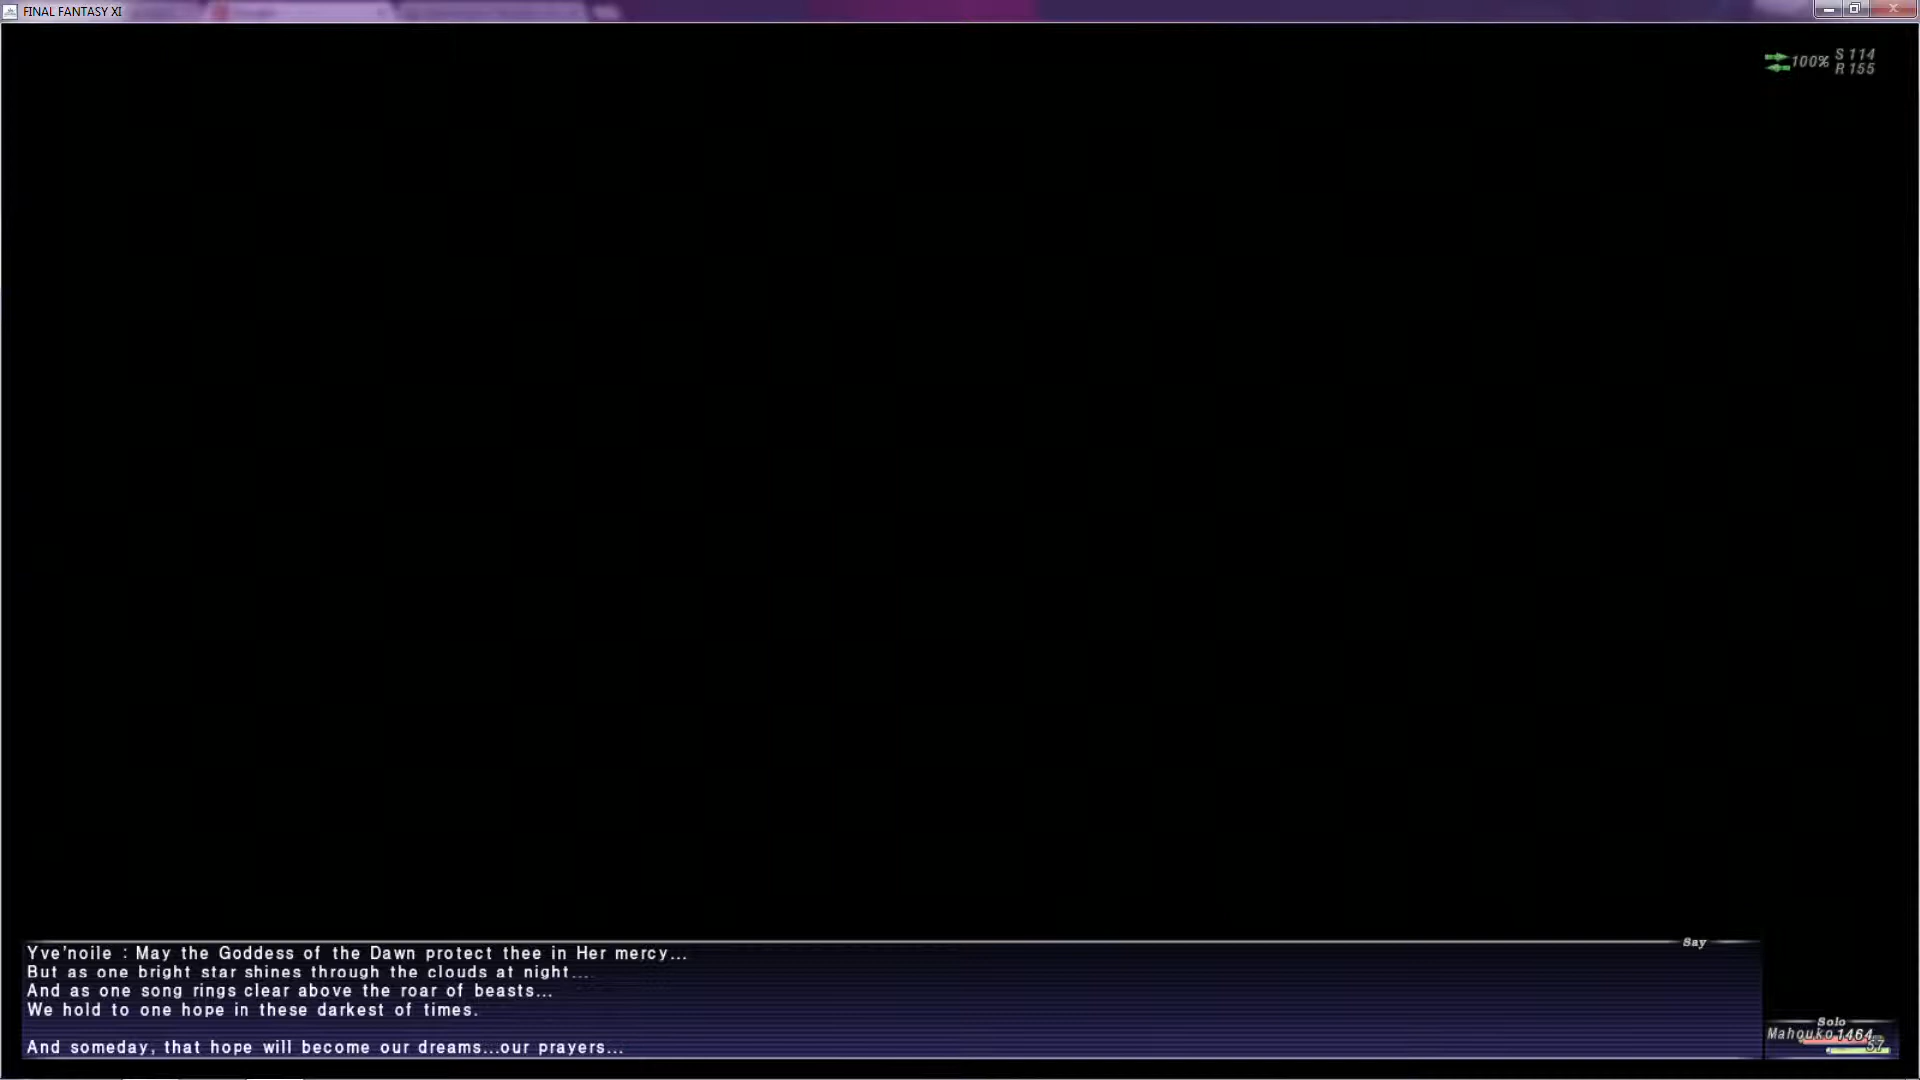 FINAL FANTASY XI
100% S 114
R 155
Say
Yve'noile : May the Goddess of the Dawn protect thee in Her mercy...
But as one bright star shines through the clouds at night....
And as one song rings clear above the roar of beasts...
We hold to one hope in these darkest of times.
And someday, that hope will become our dreams...our prayers...
Solo
Mahouko 1464
57